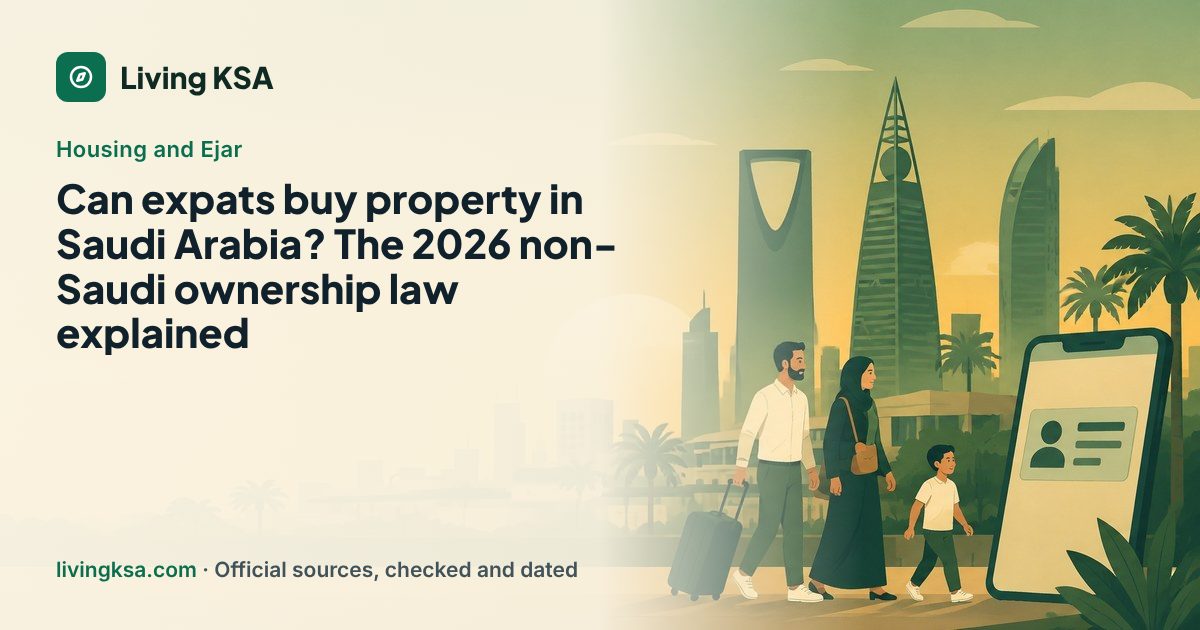 Living KSA
Housing and Ejar
Can expats buy property in
Saudi Arabia? The 2026 non-
Saudi ownership law
explained
livingksa.com · Official sources, checked and dated